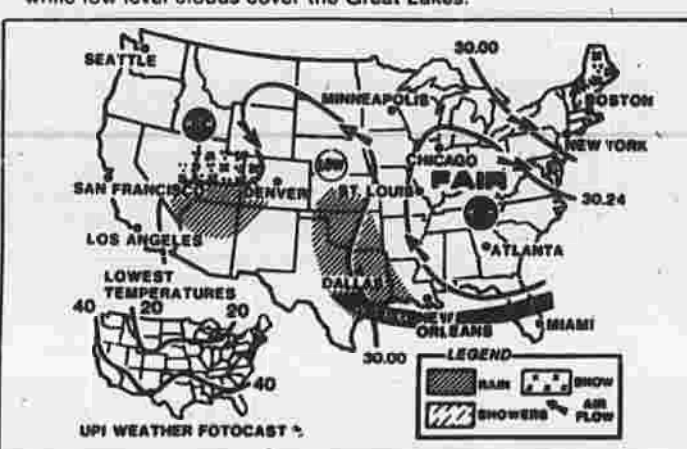 while low level clouds cover the Great Lakes.
30.00
SEATTLE
MINNEAPOLIS
BOSTON
NEW YORK
CHICAGO
FAIR
LOW
SAN FRANCISCO
DENVER
ST. LOUIS
30.24
LOS ANGELES
ATLANTA
LOWEST
TEMPERATURES
DALLAS
NEW
ORLEANS
MIAMI
40
20
20
30.00
40
LEGEND
RAIN
SNOW
SHOWERS
AIR
FLOW
UPI WEATHER FOTOCAST